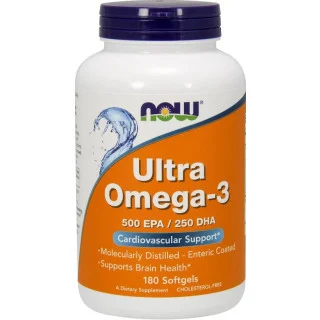 now
Ultra
Omega-3
500 EPA / 250 DHA
Cardiovascular Support*
•Molecularly Distilled - Enteric Coated
•Supports Brain Health*
180 Softgels
A Dietary Supplement CHOLESTEROL FREE